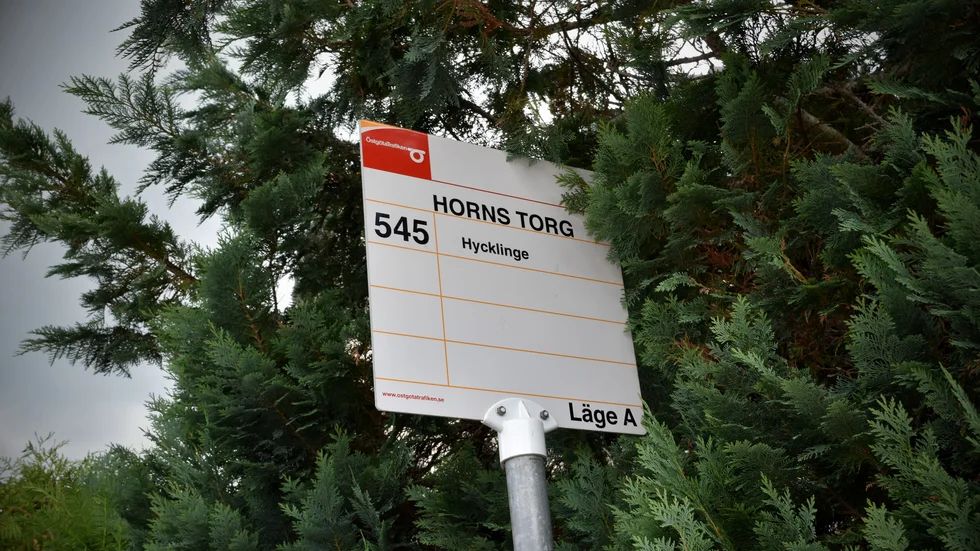 ÖstgötaTrafiken
HORNS TORG
545 Hycklinge
www.ostgotatrafiken.se
Läge A